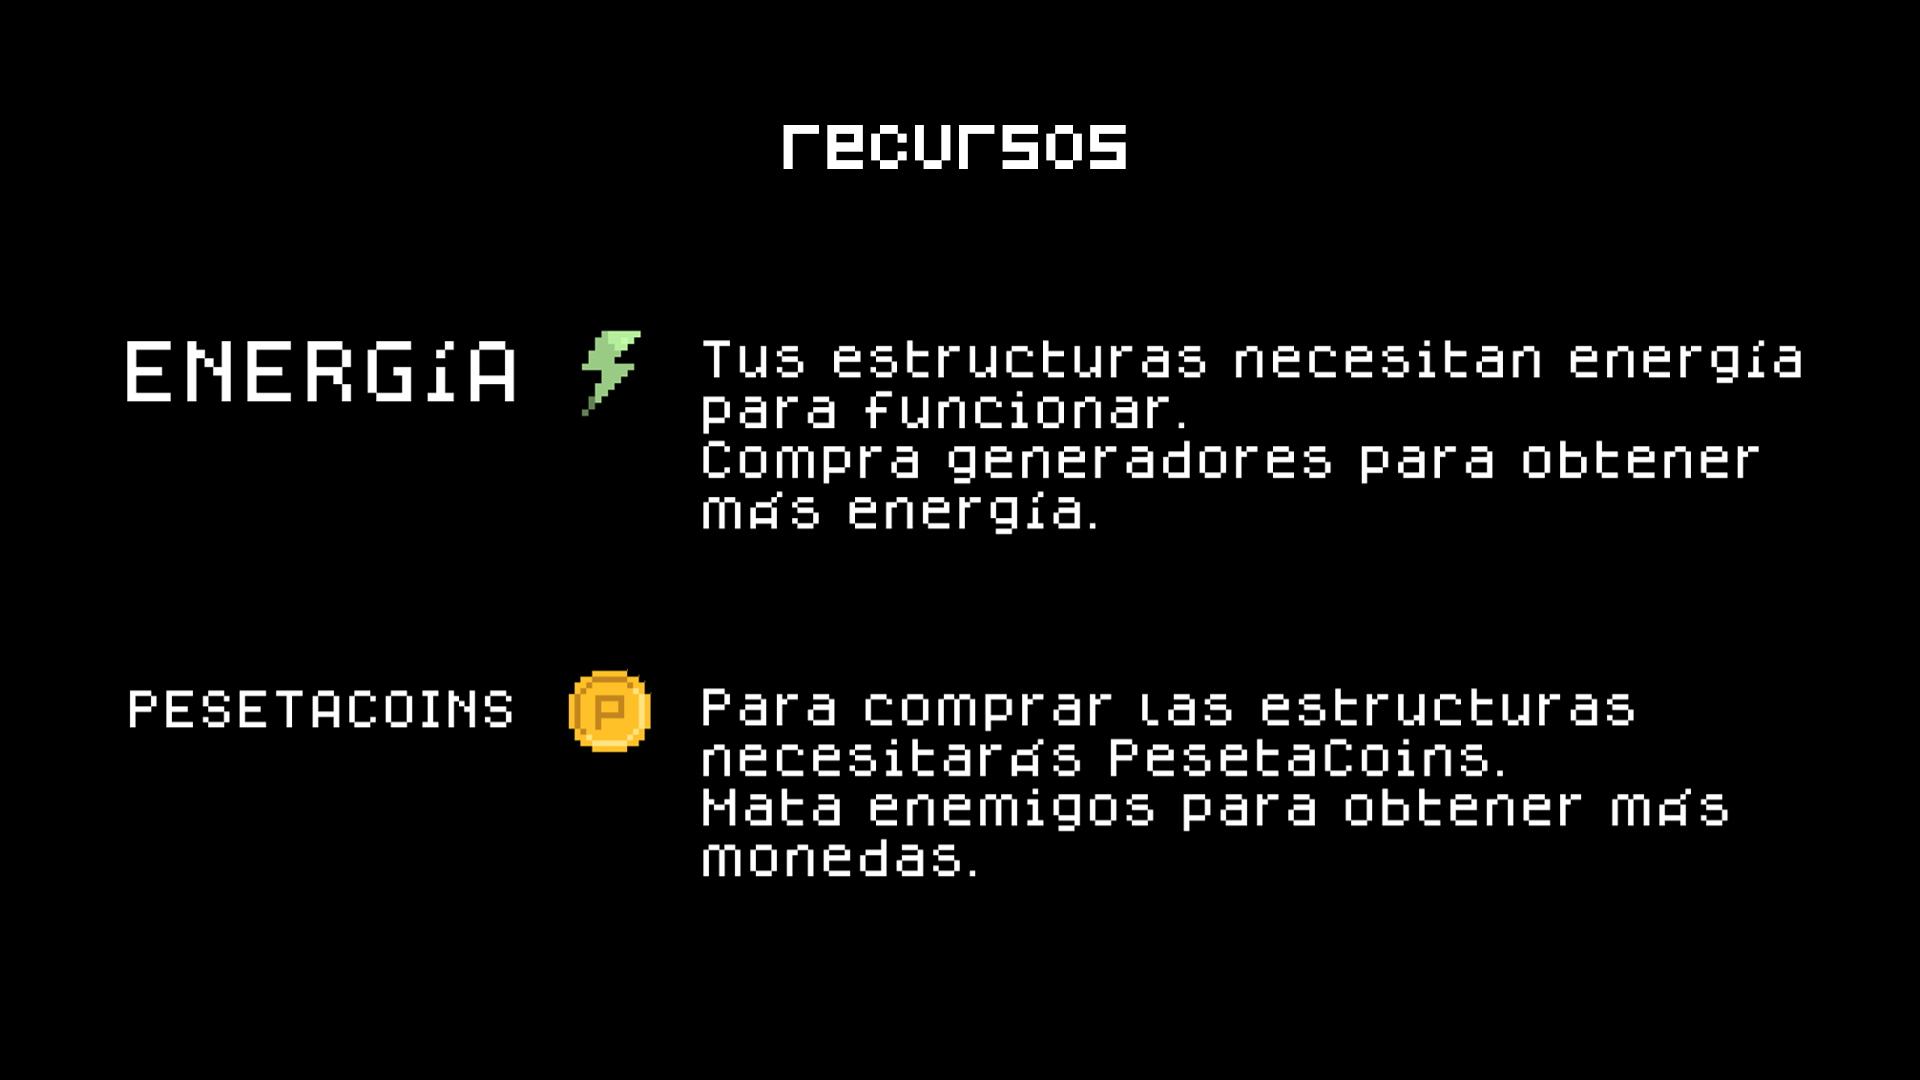 recursos
ENERGíA
Tus estructuras necesitan energía
para funcionar.
Compra generadores para obtener
más energía.
PESETACOINS
P
Para comprar las estructuras
necesitarás PesetaCoins.
Mata enemigos para obtener más
monedas.